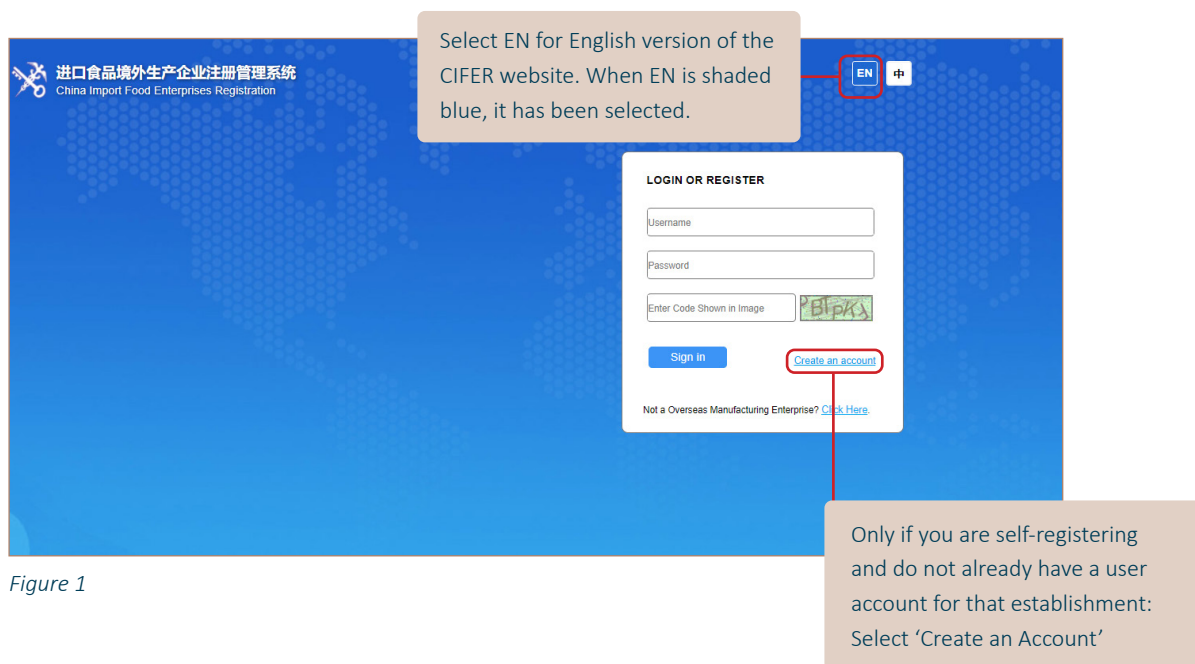 Select EN for English version of the
CIFER website. When EN is shaded
blue, it has been selected.
进口食品境外生产企业注册管理系统
China Import Food Enterprises Registration
EN
中
LOGIN OR REGISTER
Username
Password
Enter Code Shown in Image
Sign in
Create an account
Not a Overseas Manufacturing Enterprise? Click Here.
Only if you are self-registering
and do not already have a user
account for that establishment:
Select ‘Create an Account’
Figure 1